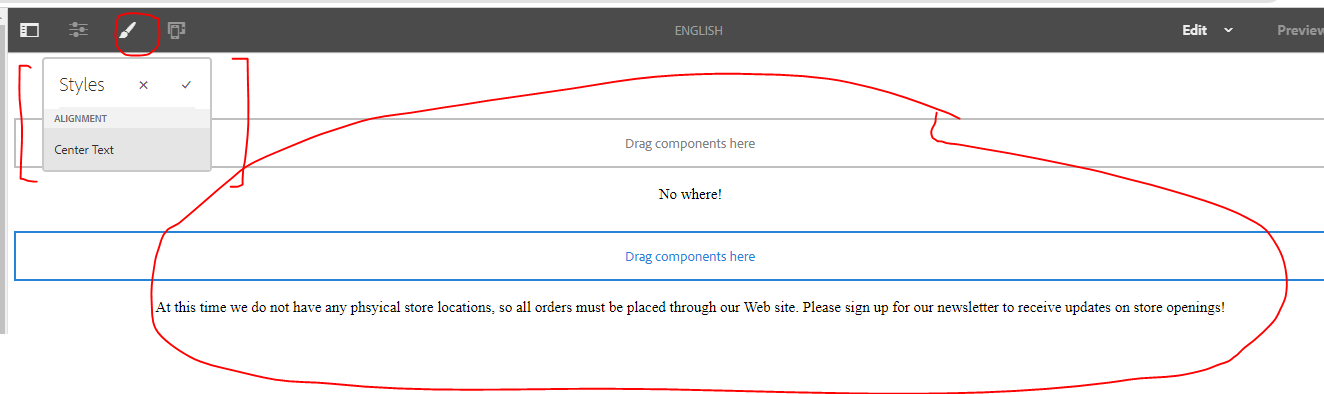 ENGLISH Edit Preview
Styles
ALIGNMENT
Center Text
Drag components here
No where!
Drag components here
At this time we do not have any phsyical store locations, so all orders must be placed through our Web site. Please sign up for our newsletter to receive updates on store openings!